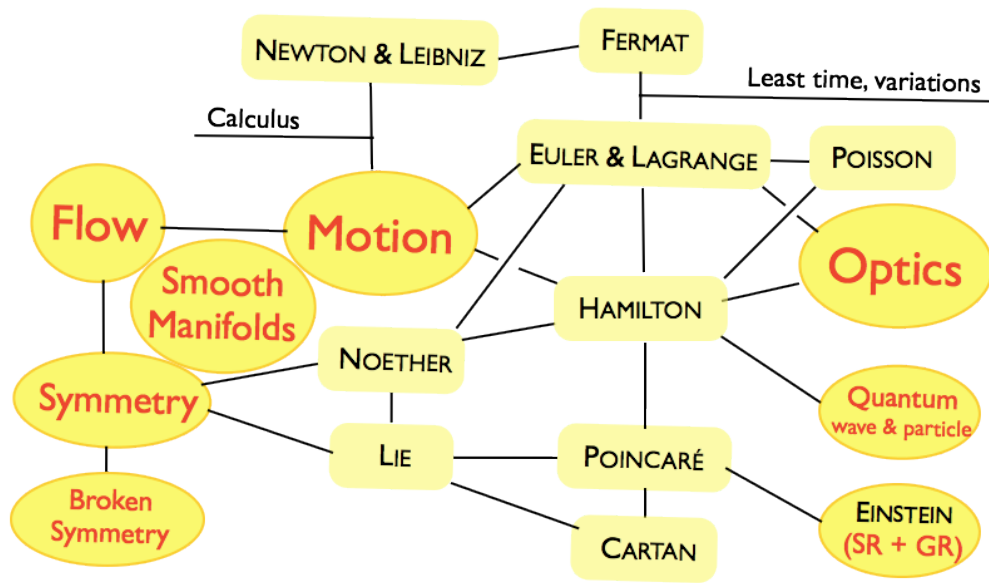 NEWTON & LEIBNIZ
FERMAT
Least time, variations
Calculus
EULER & LAGRANGE
POISSON
Flow
Motion
Optics
Smooth
Manifolds
HAMILTON
NOETHER
Symmetry
Quantum
wave & particle
LIE
POINCARÉ
Broken
Symmetry
EINSTEIN
(SR + GR)
CARTAN